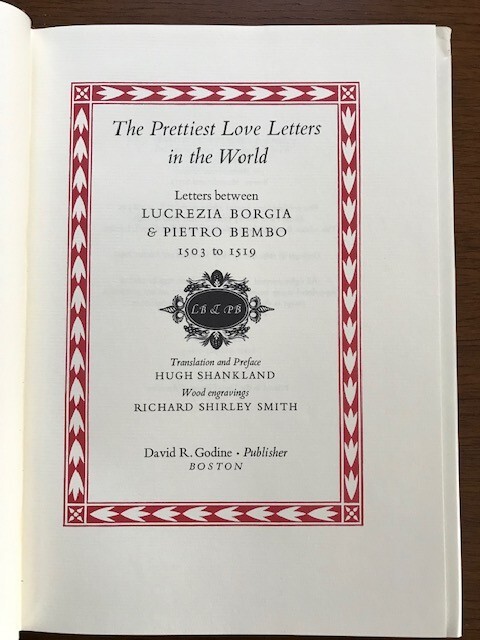 The Prettiest Love Letters
in the World
Letters between
LUCREZIA BORGIA
& PIETRO BEMBO
1503 to 1519
LB & PB
Translation and Preface
HUGH SHANKLAND
Wood engravings
RICHARD SHIRLEY SMITH
David R. Godine · Publisher
BOSTON